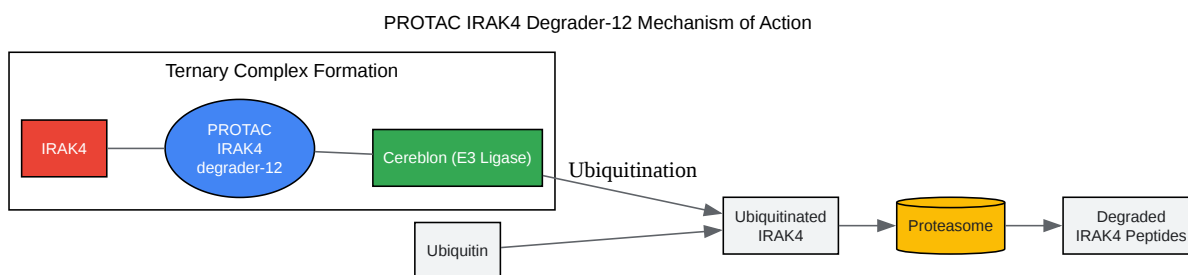 PROTAC IRAK4 Degrader-12 Mechanism of Action
Ternary Complex Formation
IRAK4
PROTAC
IRAK4
degrader-12
Cereblon (E3 Ligase)
Ubiquitination
Ubiquitin
Ubiquitinated
IRAK4
Proteasome
Degraded
IRAK4 Peptides